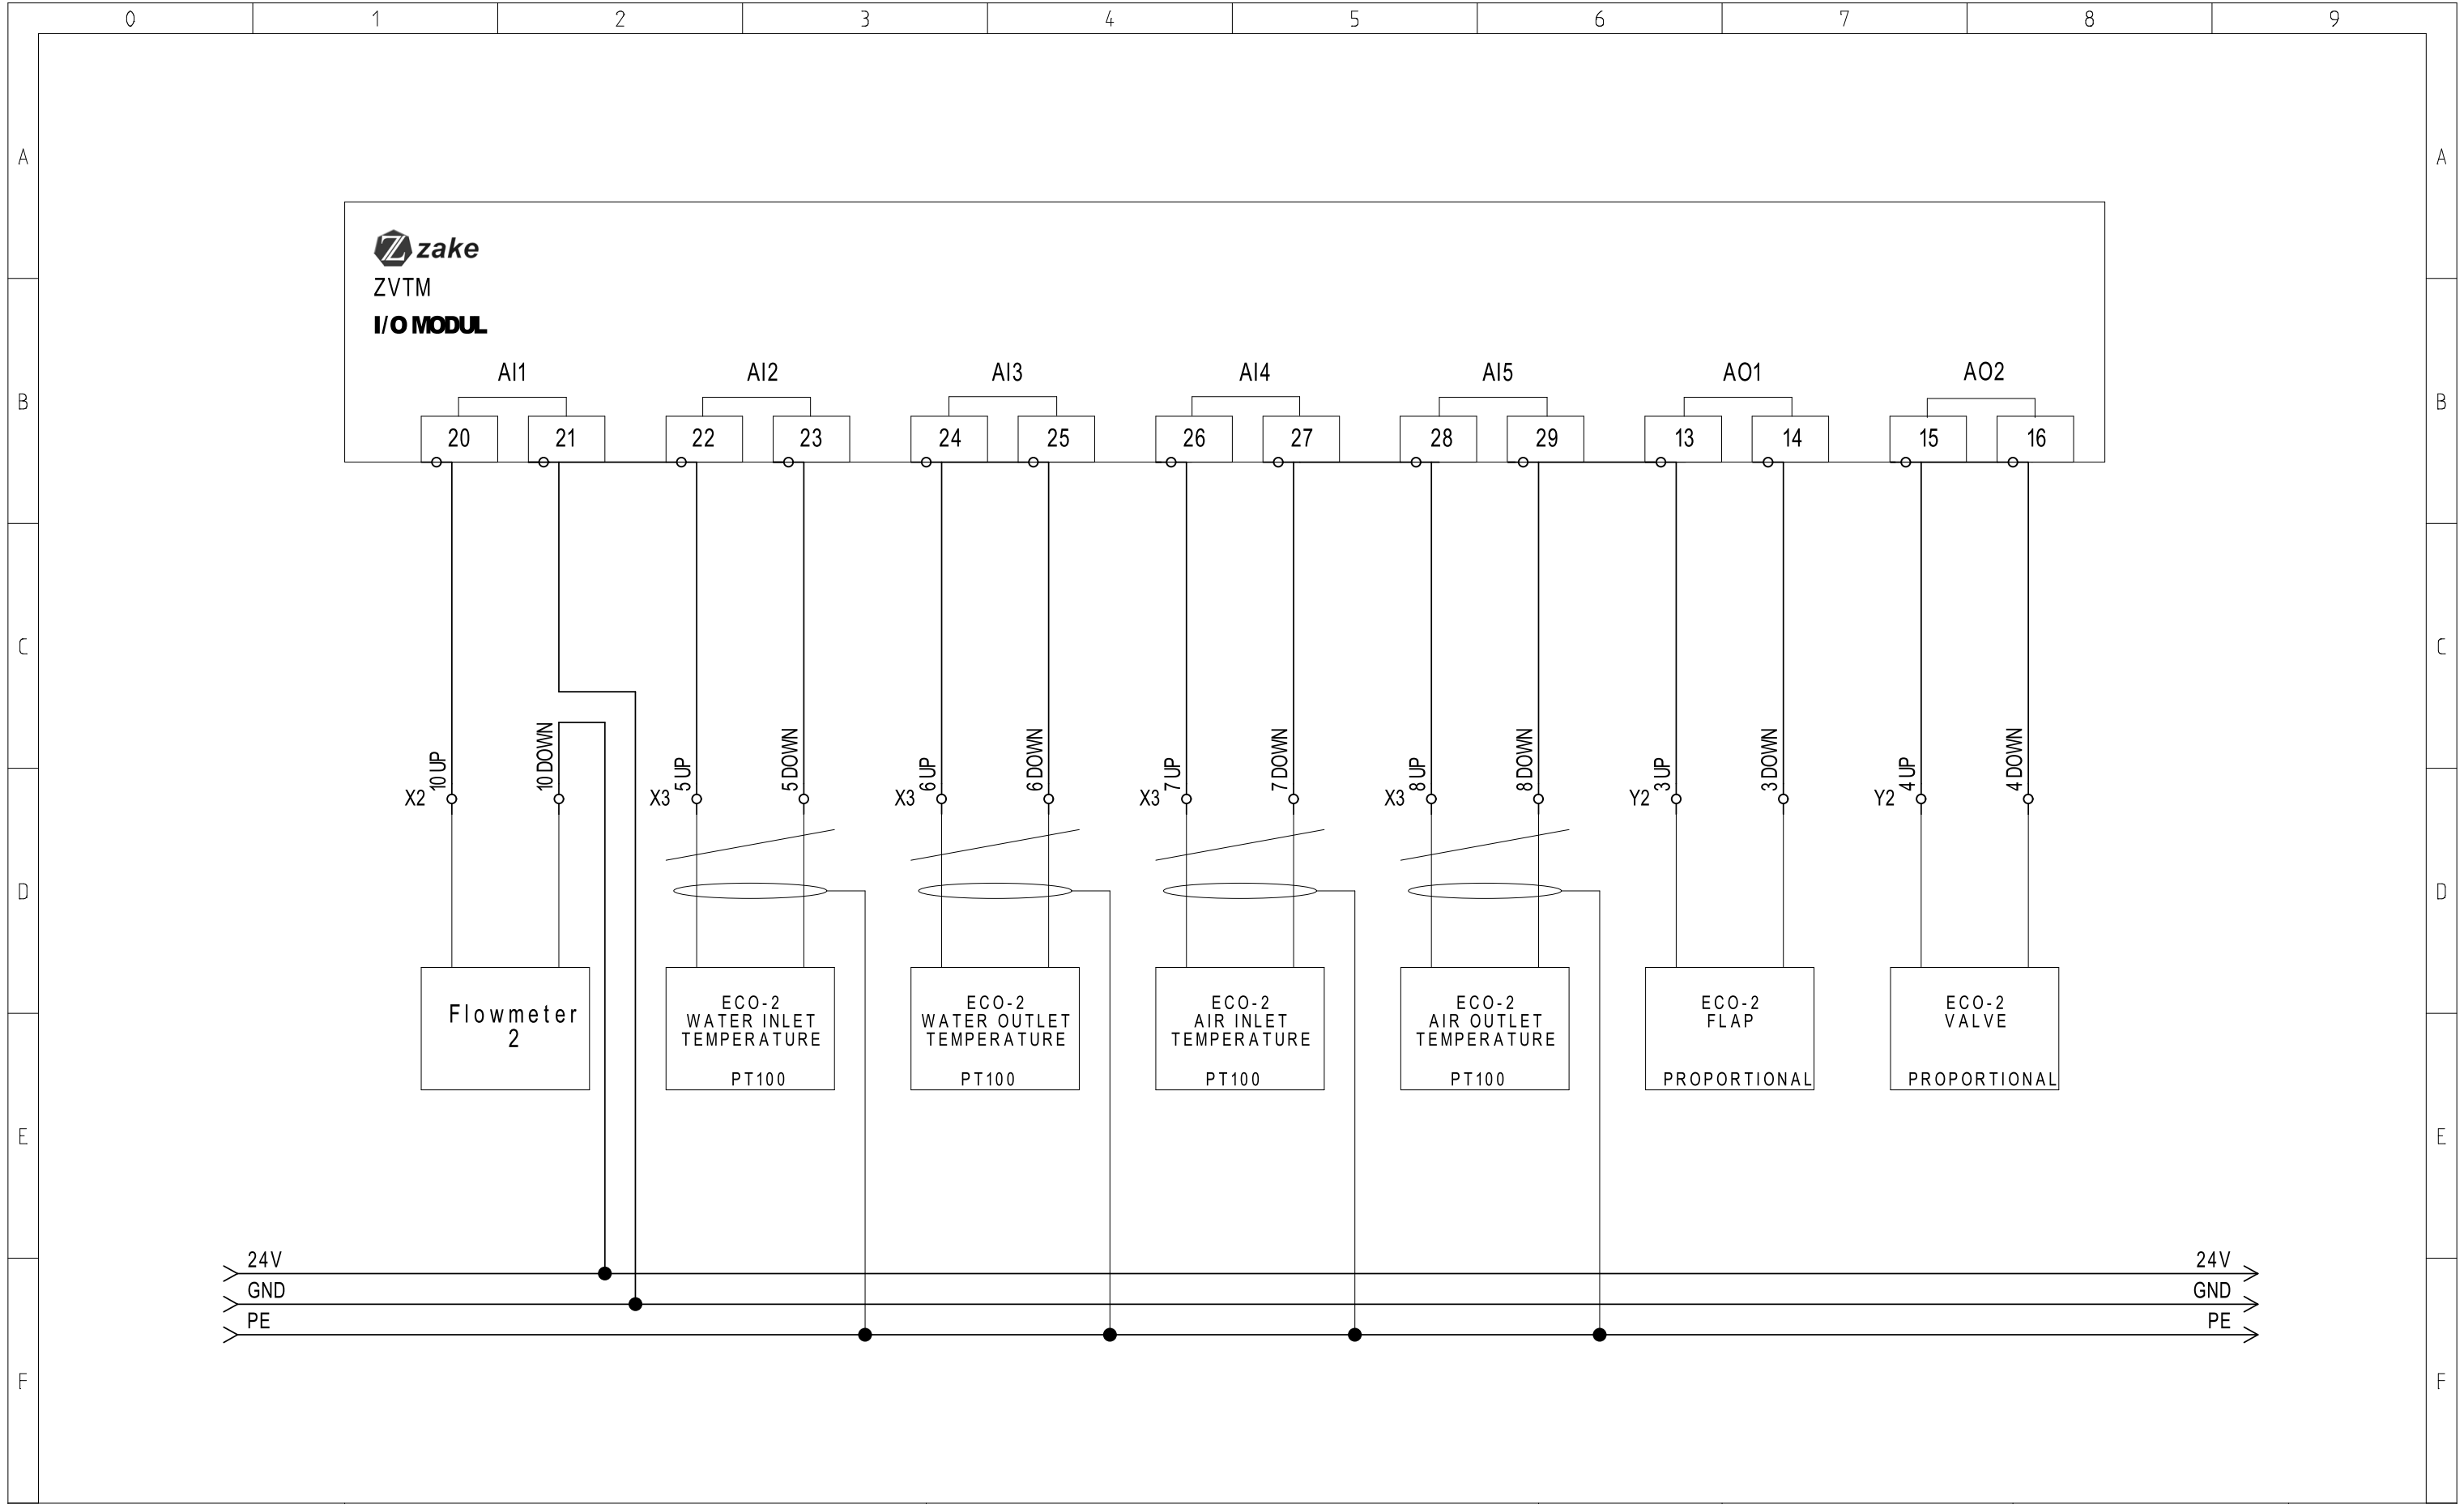 0 1 2 3 4 5 6 7 8 9
A A
zake
ZVTM
I/O MODUL
B B
AI1 AI2 AI3 AI4 AI5 AO1 AO2
20 21 22 23 24 25 26 27 28 29 13 14 15 16
C C
10 UP 10 DOWN 5 UP 5 DOWN 6 UP 6 DOWN 7 UP 7 DOWN 8 UP 8 DOWN 3 UP 3 DOWN 4 UP 4 DOWN
X2 X3 X3 X3 X3 Y2 Y2
D D
Flowmeter
2
ECO-2
WATER INLET
TEMPERATURE
PT100
ECO-2
WATER OUTLET
TEMPERATURE
PT100
ECO-2
AIR INLET
TEMPERATURE
PT100
ECO-2
AIR OUTLET
TEMPERATURE
PT100
ECO-2
FLAP
PROPORTIONAL
ECO-2
VALVE
PROPORTIONAL
E E
24V 24V
GND GND
PE PE
F F